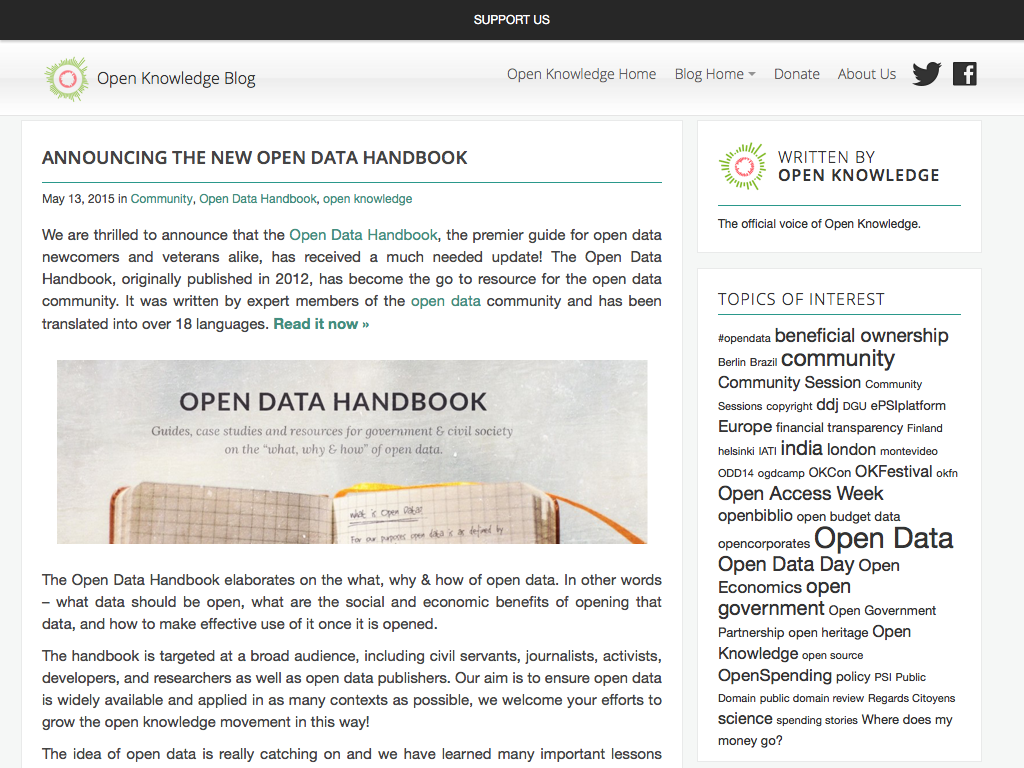 SUPPORT US
Open Knowledge Blog
Open Knowledge Home Blog Home Donate About Us
ANNOUNCING THE NEW OPEN DATA HANDBOOK
May 13, 2015 in Community, Open Data Handbook, open knowledge
We are thrilled to announce that the Open Data Handbook, the premier guide for open data
newcomers and veterans alike, has received a much needed update! The Open Data
Handbook, originally published in 2012, has become the go to resource for the open data
community. It was written by expert members of the open data community and has been
translated into over 18 languages. Read it now »
OPEN DATA HANDBOOK
Guides, case studies and resources for government & civil society
on the “what, why & how” of open data.
What is Open Data?
For our purposes open data is as defined by
The Open Data Handbook elaborates on the what, why & how of open data. In other words
– what data should be open, what are the social and economic benefits of opening that
data, and how to make effective use of it once it is opened.
The handbook is targeted at a broad audience, including civil servants, journalists, activists,
developers, and researchers as well as open data publishers. Our aim is to ensure open data
is widely available and applied in as many contexts as possible, we welcome your efforts to
grow the open knowledge movement in this way!
The idea of open data is really catching on and we have learned many important lessons
WRITTEN BY
OPEN KNOWLEDGE
The official voice of Open Knowledge.
TOPICS OF INTEREST
#opendata beneficial ownership
Berlin Brazil community
Community Session Community
Sessions copyright ddj DGU ePSIplatform
Europe financial transparency Finland
helsinki IATI india london montevideo
ODD14 ogdcamp OKCon OKFestival okfn
Open Access Week
openbiblio open budget data
opencorporates Open Data
Open Data Day Open
Economics open
government Open Government
Partnership open heritage Open
Knowledge open source
OpenSpending policy PSI Public
Domain public domain review Regards Citoyens
science spending stories Where does my
money go?